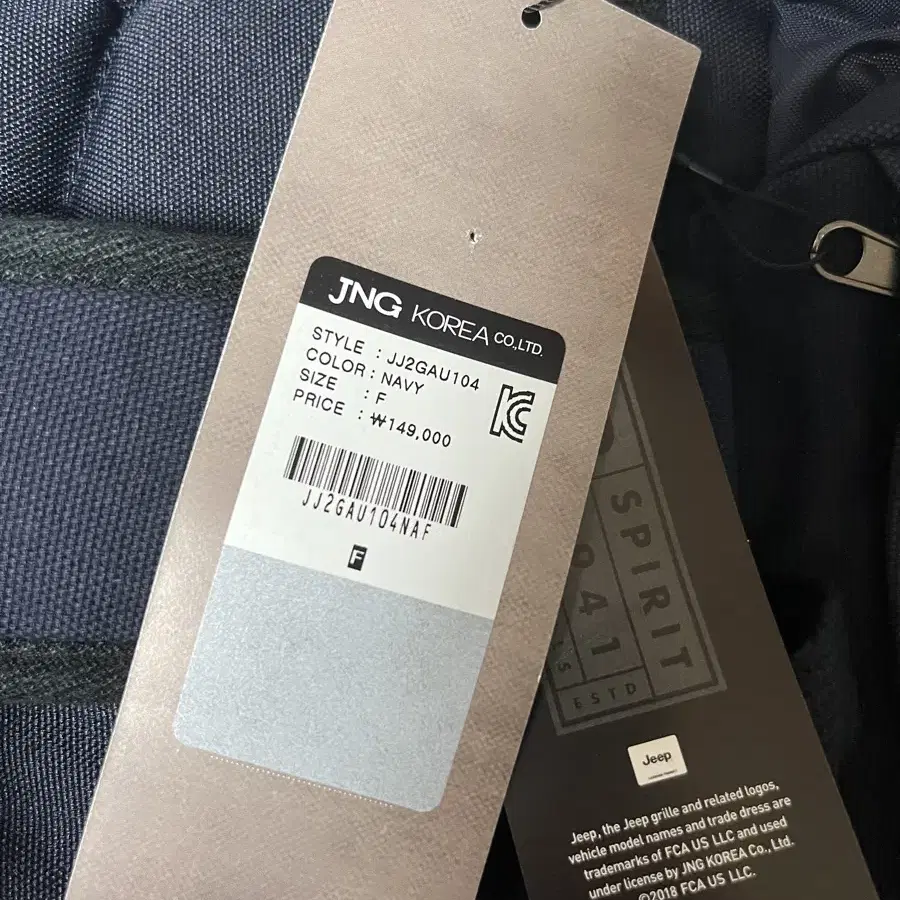 JNG KOREA CO.,LTD.
STYLE : JJ2GAU104
COLOR : NAVY
SIZE : F
PRICE : ₩149,000
KC
JJ2GAU104NAF
F
SPIRIT
941
ESTD
Jeep
Jeep, the Jeep grille and related logos,
vehicle model names and trade dress are
trademarks of FCA US LLC and used
under license by JNG KOREA Co., Ltd.
©2018 FCA US LLC.